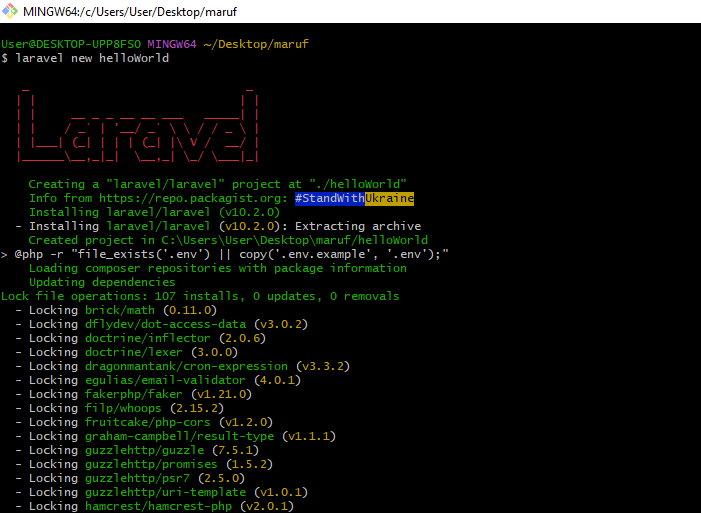 MINGW64:/c/Users/User/Desktop/maruf
User@DESKTOP-UPP8FSO MINGW64 ~/Desktop/maruf
$ laravel new helloWorld
Laravel
Creating a "laravel/laravel" project at "./helloWorld"
Info from https://repo.packagist.org: #StandWithUkraine
Installing laravel/laravel (v10.2.0)
- Installing laravel/laravel (v10.2.0): Extracting archive
Created project in C:\Users\User\Desktop\maruf/helloWorld
> @php -r "file_exists('.env') || copy('.env.example', '.env');"
Loading composer repositories with package information
Updating dependencies
Lock file operations: 107 installs, 0 updates, 0 removals
- Locking brick/math (0.11.0)
- Locking dflydev/dot-access-data (v3.0.2)
- Locking doctrine/inflector (2.0.6)
- Locking doctrine/lexer (3.0.0)
- Locking dragonmantank/cron-expression (v3.3.2)
- Locking egulias/email-validator (4.0.1)
- Locking fakerphp/faker (v1.21.0)
- Locking filp/whoops (2.15.2)
- Locking fruitcake/php-cors (v1.2.0)
- Locking graham-campbell/result-type (v1.1.1)
- Locking guzzlehttp/guzzle (7.5.1)
- Locking guzzlehttp/promises (1.5.2)
- Locking guzzlehttp/psr7 (2.5.0)
- Locking guzzlehttp/uri-template (v1.0.1)
- Locking hamcrest/hamcrest-php (v2.0.1)